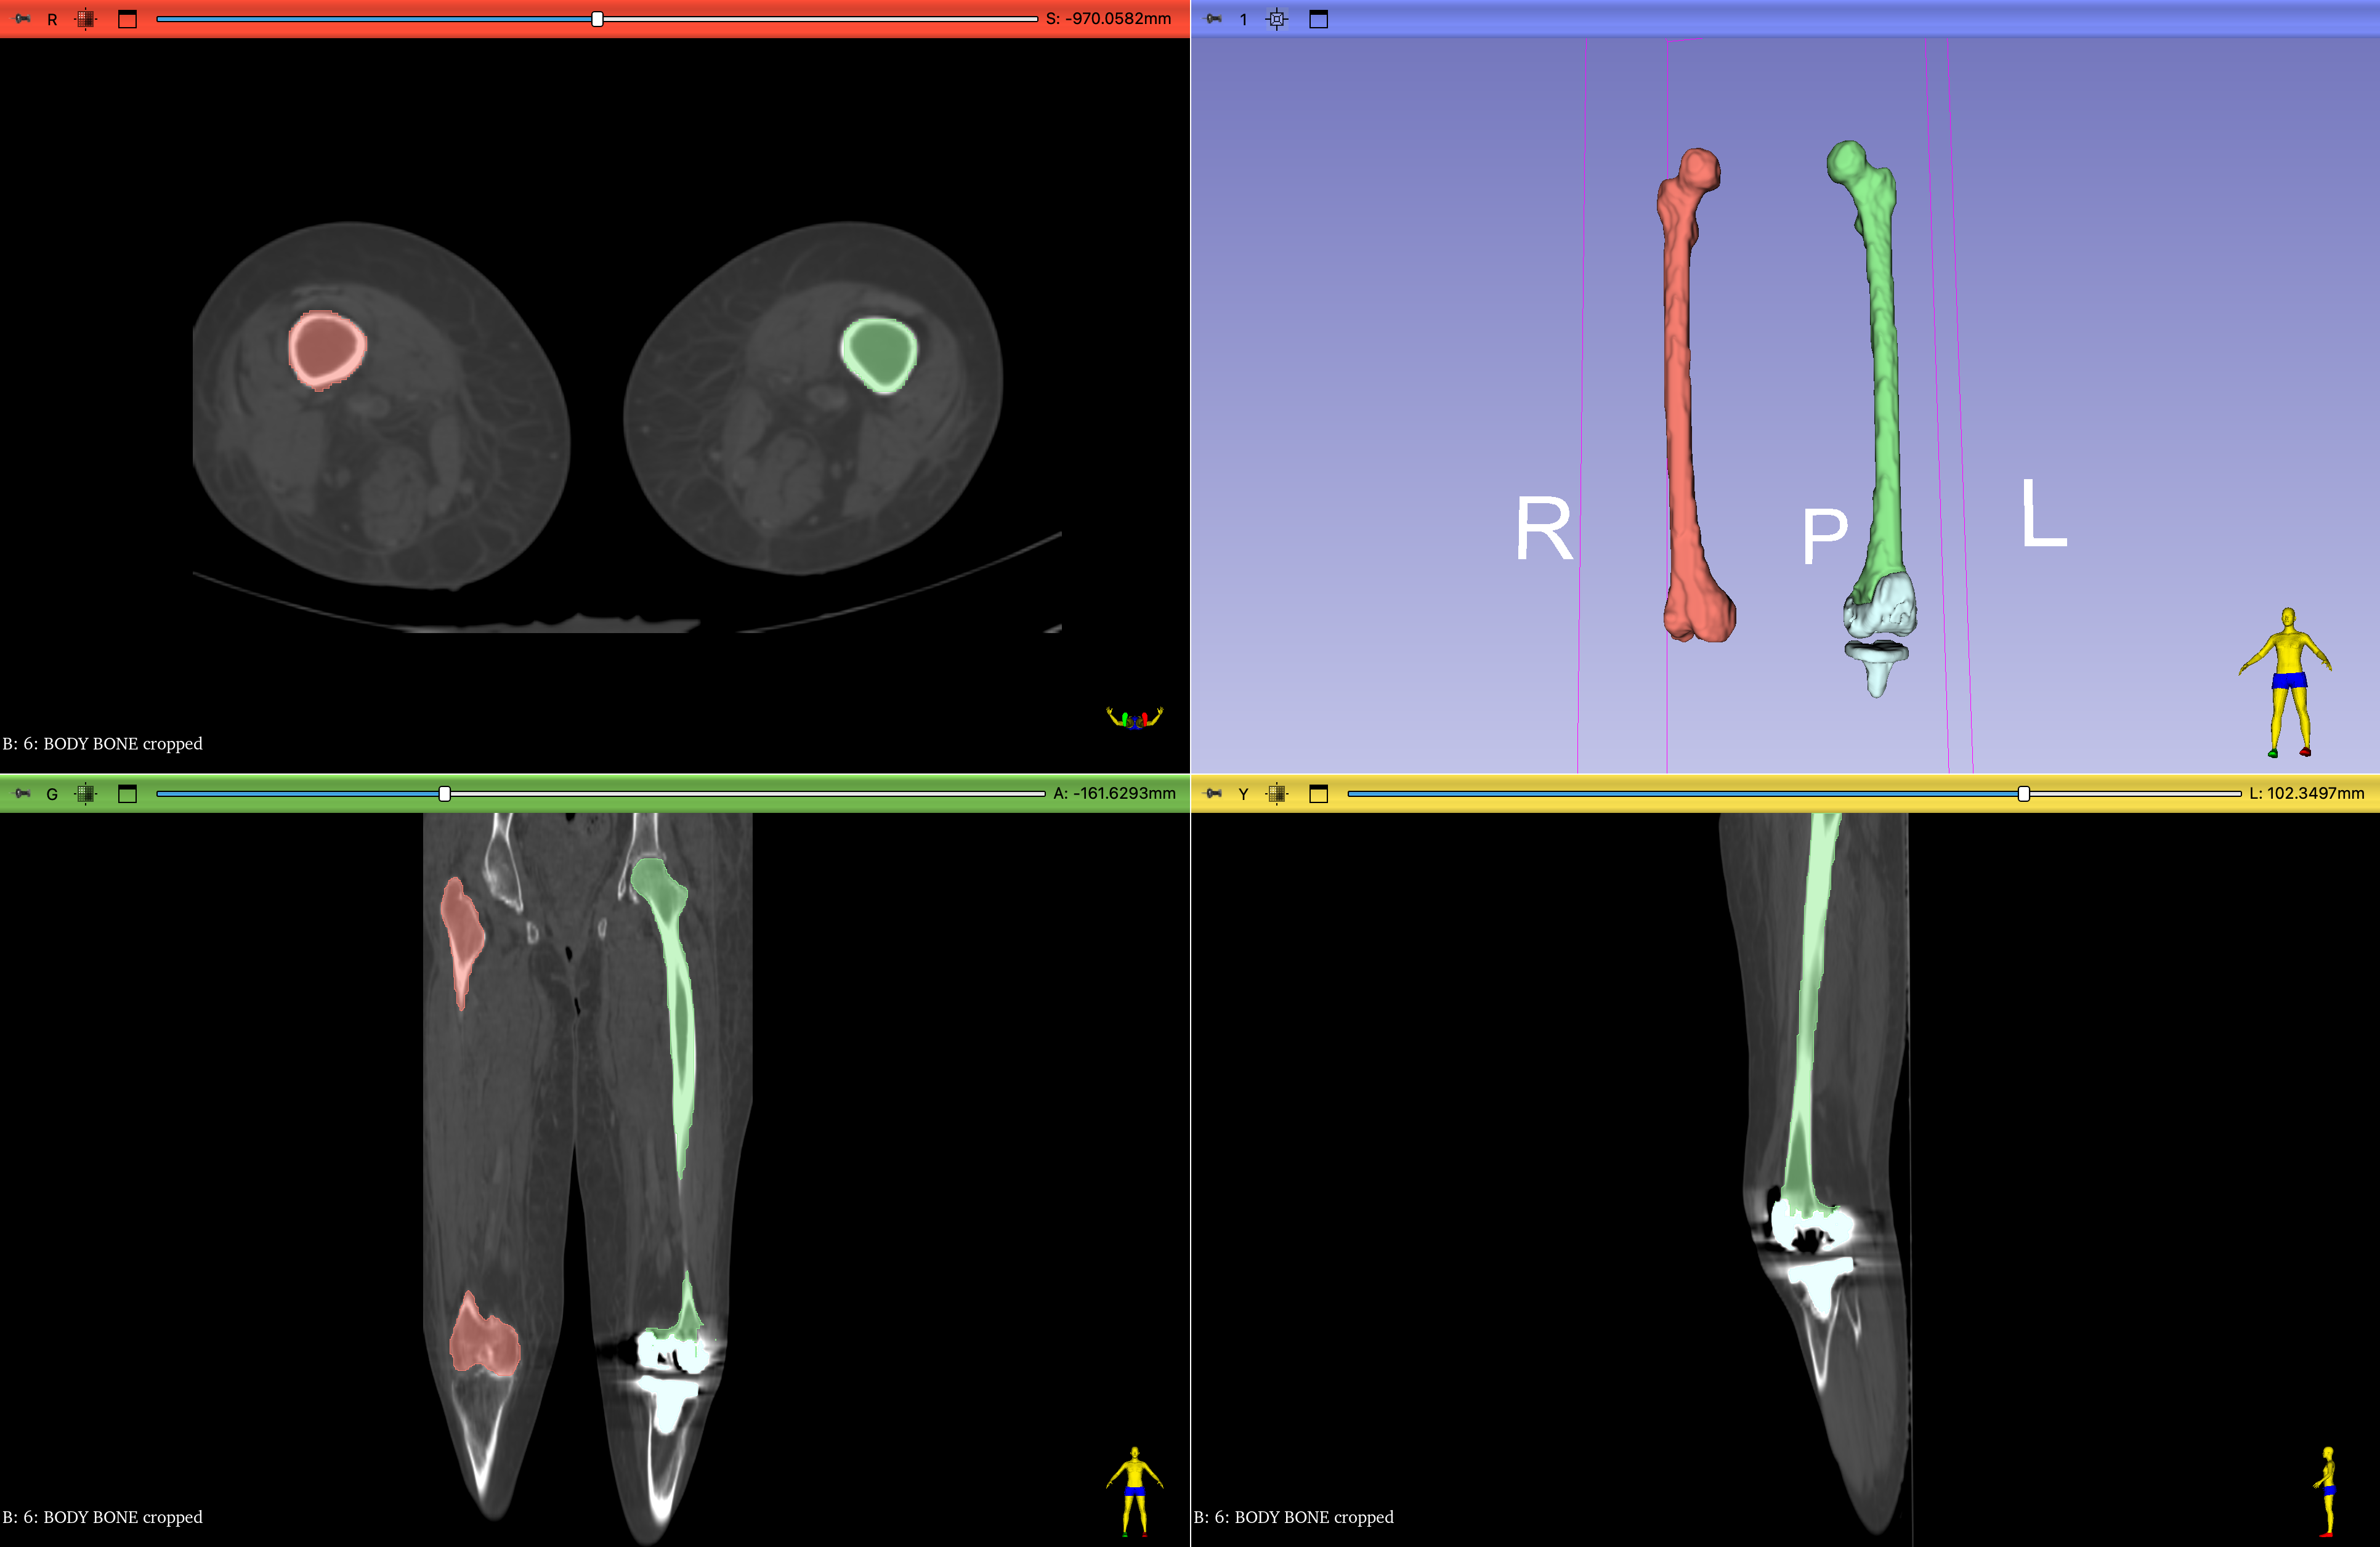 R S: -970.0582mm
1
R P L
B: 6: BODY BONE cropped
G A: -161.6293mm
Y L: 102.3497mm
B: 6: BODY BONE cropped
B: 6: BODY BONE cropped